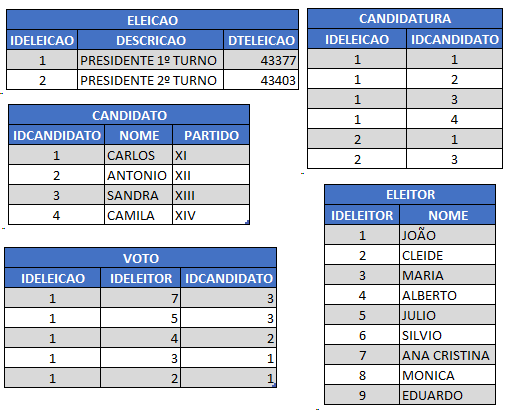 ELEICAO
IDELEICAO DESCRICAO DTELEICAO
1 PRESIDENTE 1º TURNO 43377
2 PRESIDENTE 2º TURNO 43403
CANDIDATURA
IDELEICAO IDCANDIDATO
1 1
1 2
1 3
1 4
2 1
2 3
CANDIDATO
IDCANDIDATO NOME PARTIDO
1 CARLOS XI
2 ANTONIO XII
3 SANDRA XIII
4 CAMILA XIV
ELEITOR
IDELEITOR NOME
1 JOÃO
2 CLEIDE
3 MARIA
4 ALBERTO
5 JULIO
6 SILVIO
7 ANA CRISTINA
8 MONICA
9 EDUARDO
VOTO
IDELEICAO IDELEITOR IDCANDIDATO
1 7 3
1 5 3
1 4 2
1 3 1
1 2 1